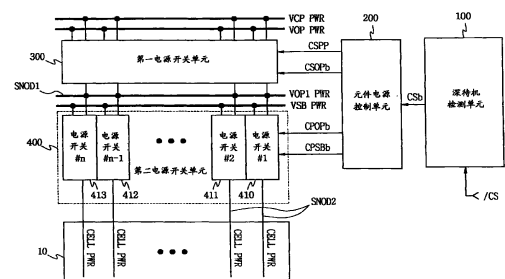 VCP PWR
VOP PWR
200
100
300
第一电源开关单元
CSPP
CSOPb
元件电源
控制单元
CSb
深待机
检测单元
SNOD1
VOP1 PWR
VSB PWR
400
电源
开关
#n
电源
开关
#n-1
电源
开关
#2
电源
开关
#1
第二电源开关单元
CPOPb
CPSBb
413
412
411
410
/CS
SNOD2
10
CELL PWR
CELL PWR
CELL PWR
CELL PWR